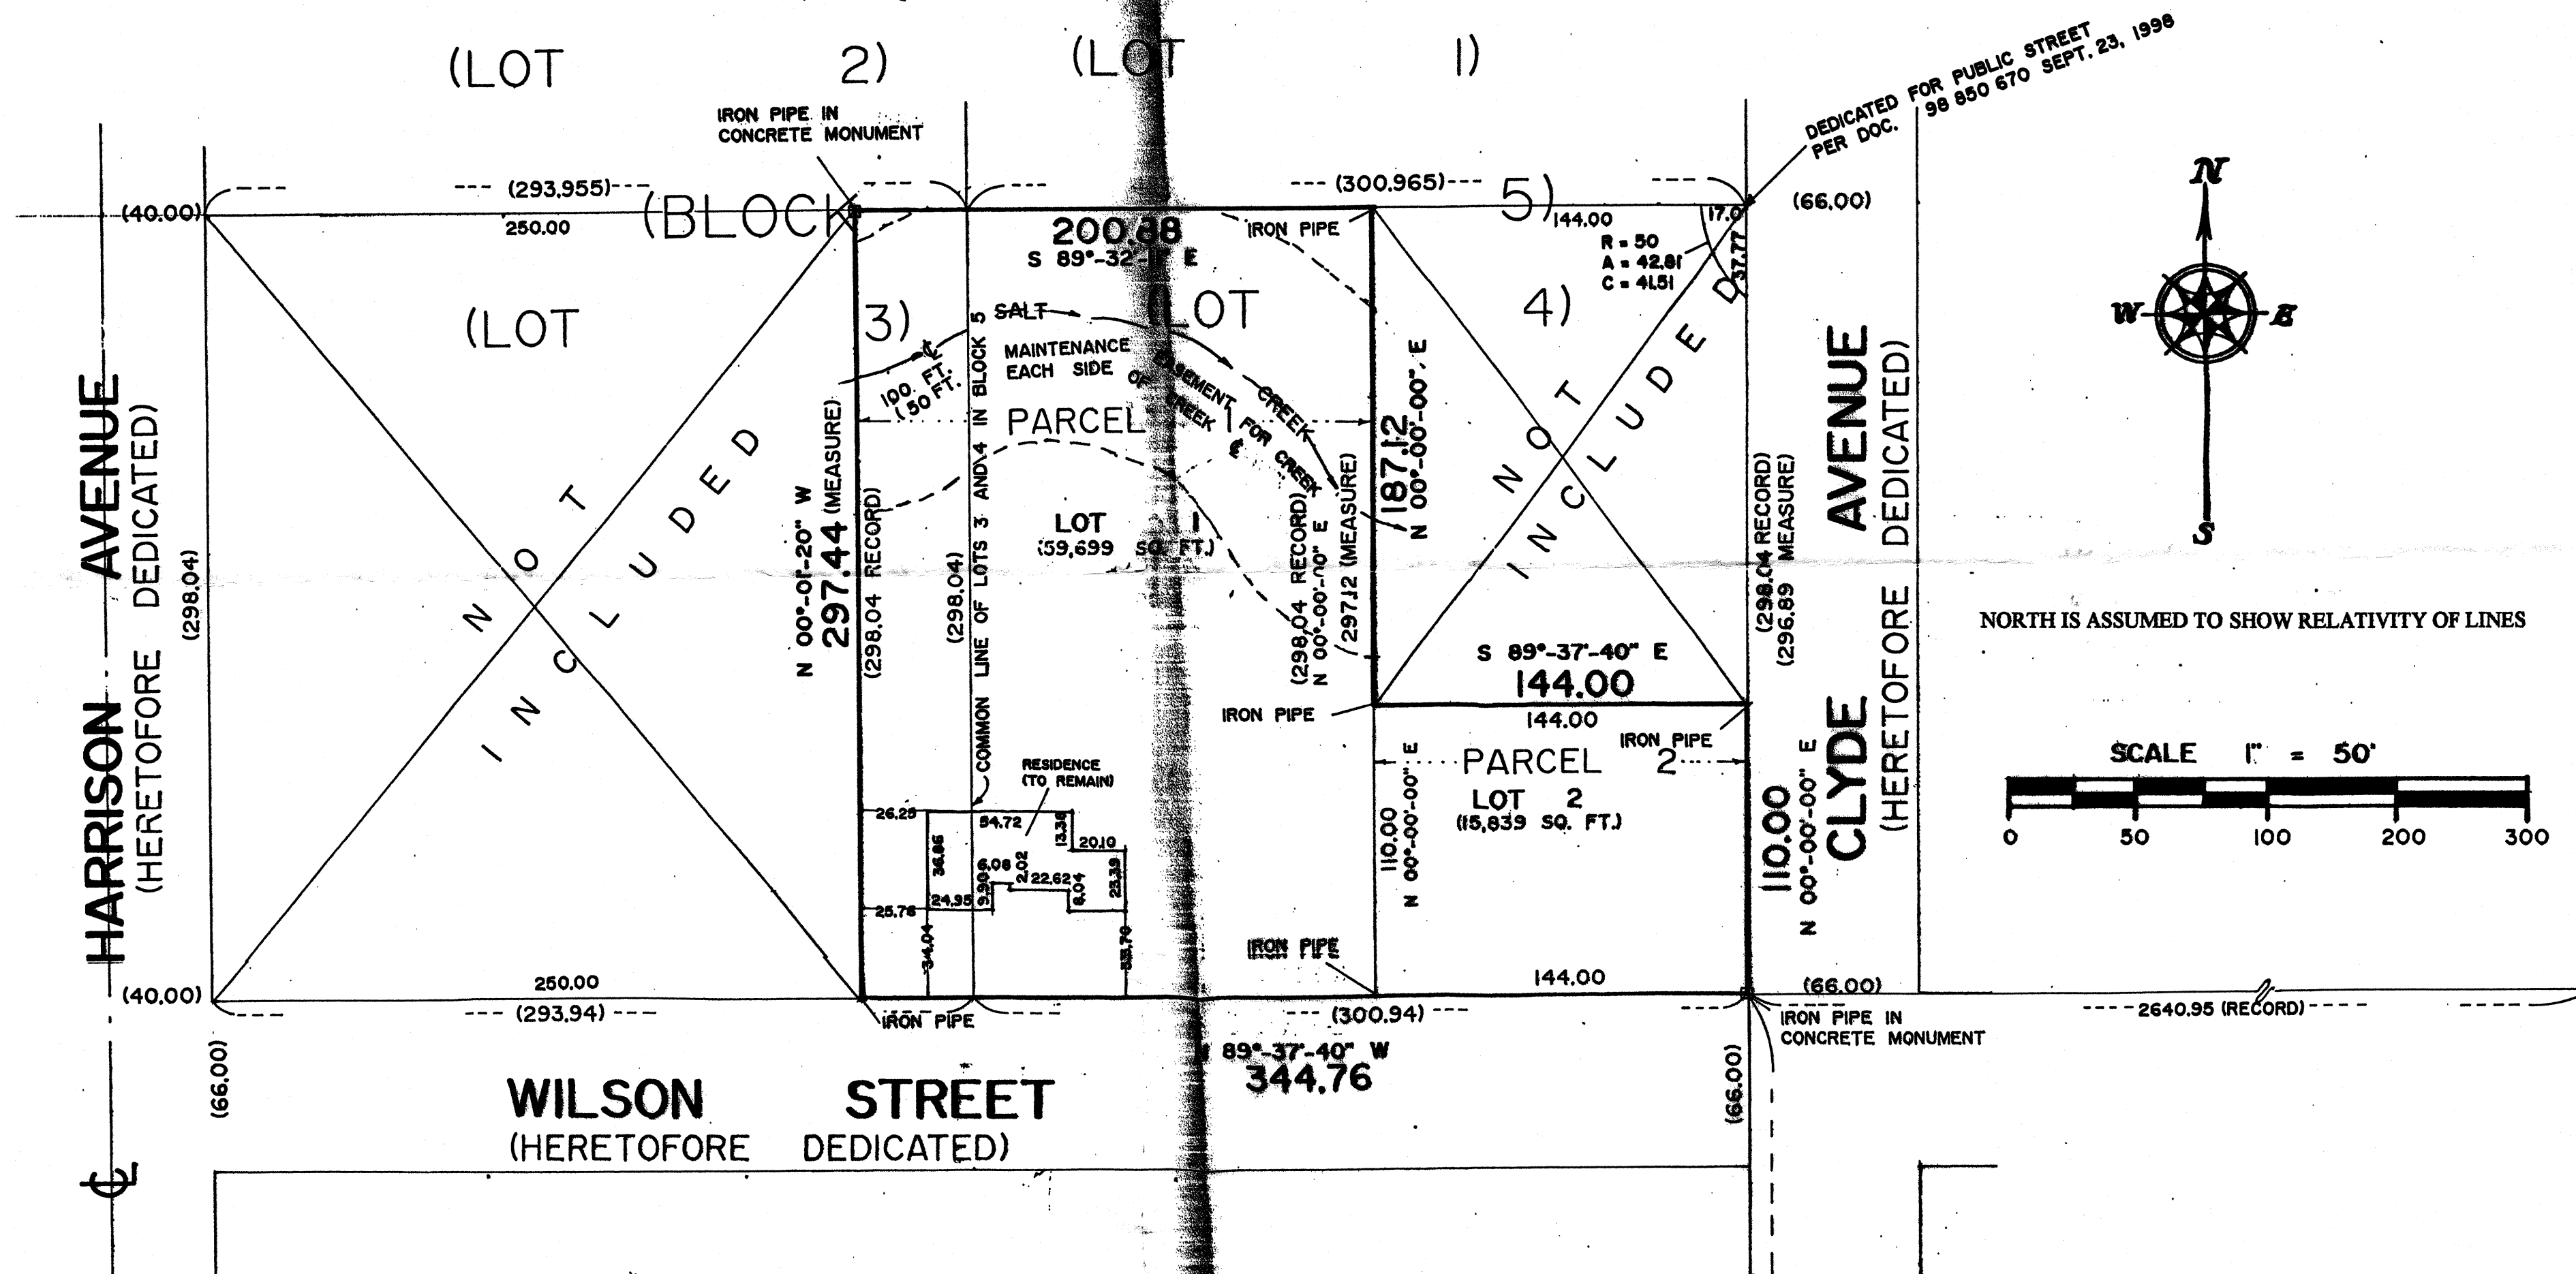 (LOT 2) (LOT 1)
DEDICATED FOR PUBLIC STREET
PER DOC. 98 850 670 SEPT. 23, 1998
IRON PIPE IN
CONCRETE MONUMENT
(40.00)
--- (293.955)---
--- (300.965)---
(66.00)
(BLOCK 5)
250.00
200.88
S 89°-32'- E
IRON PIPE
144.00
17.0
37.77
R = 50
A = 42.81
C = 41.51
N
W E
S
(LOT 3)
(LOT 4)
SALT
CREEK
MAINTENANCE EASEMENT FOR CREEK
EACH SIDE OF CREEK ℄
℄
100. FT.
(50 FT.
PARCEL 1
NOT
INCLUDED
NOT
INCLUDED
HARRISON AVENUE
(HERETOFORE DEDICATED)
(298.04)
N 00°-01'-20" W
297.44 (MEASURE)
(298.04 RECORD)
(298.04)
COMMON LINE OF LOTS 3 AND 4 IN BLOCK 5
LOT 1
(59,699 SQ. FT.)
(298.04 RECORD)
N 00°-00'-00" E
(297.12 (MEASURE)
187.12
N 00°-00'-00" E
(298.04 RECORD)
(296.89 MEASURE)
CLYDE AVENUE
(HERETOFORE DEDICATED)
NORTH IS ASSUMED TO SHOW RELATIVITY OF LINES
S 89°-37'-40" E
144.00
IRON PIPE
144.00
IRON PIPE
PARCEL 2
LOT 2
(15,839 SQ. FT.)
110.00
N 00°-00'-00" E
110.00
N 00°-00'-00" E
SCALE 1" = 50'
0 50 100 200 300
RESIDENCE
(TO REMAIN)
26.25
54.72
13.38
20.10
36.86
6.08
2.02
22.62
23.39
24.95
9.90
8.04
25.78
34.04
33.70
IRON PIPE
(40.00)
250.00
144.00
(66.00)
--- (293.94) ---
IRON PIPE
--- (300.94) ---
----2640.95 (RECORD)----
IRON PIPE IN
CONCRETE MONUMENT
89°-37'-40" W
344.76
(66.00)
(66.00)
WILSON STREET
(HERETOFORE DEDICATED)
℄